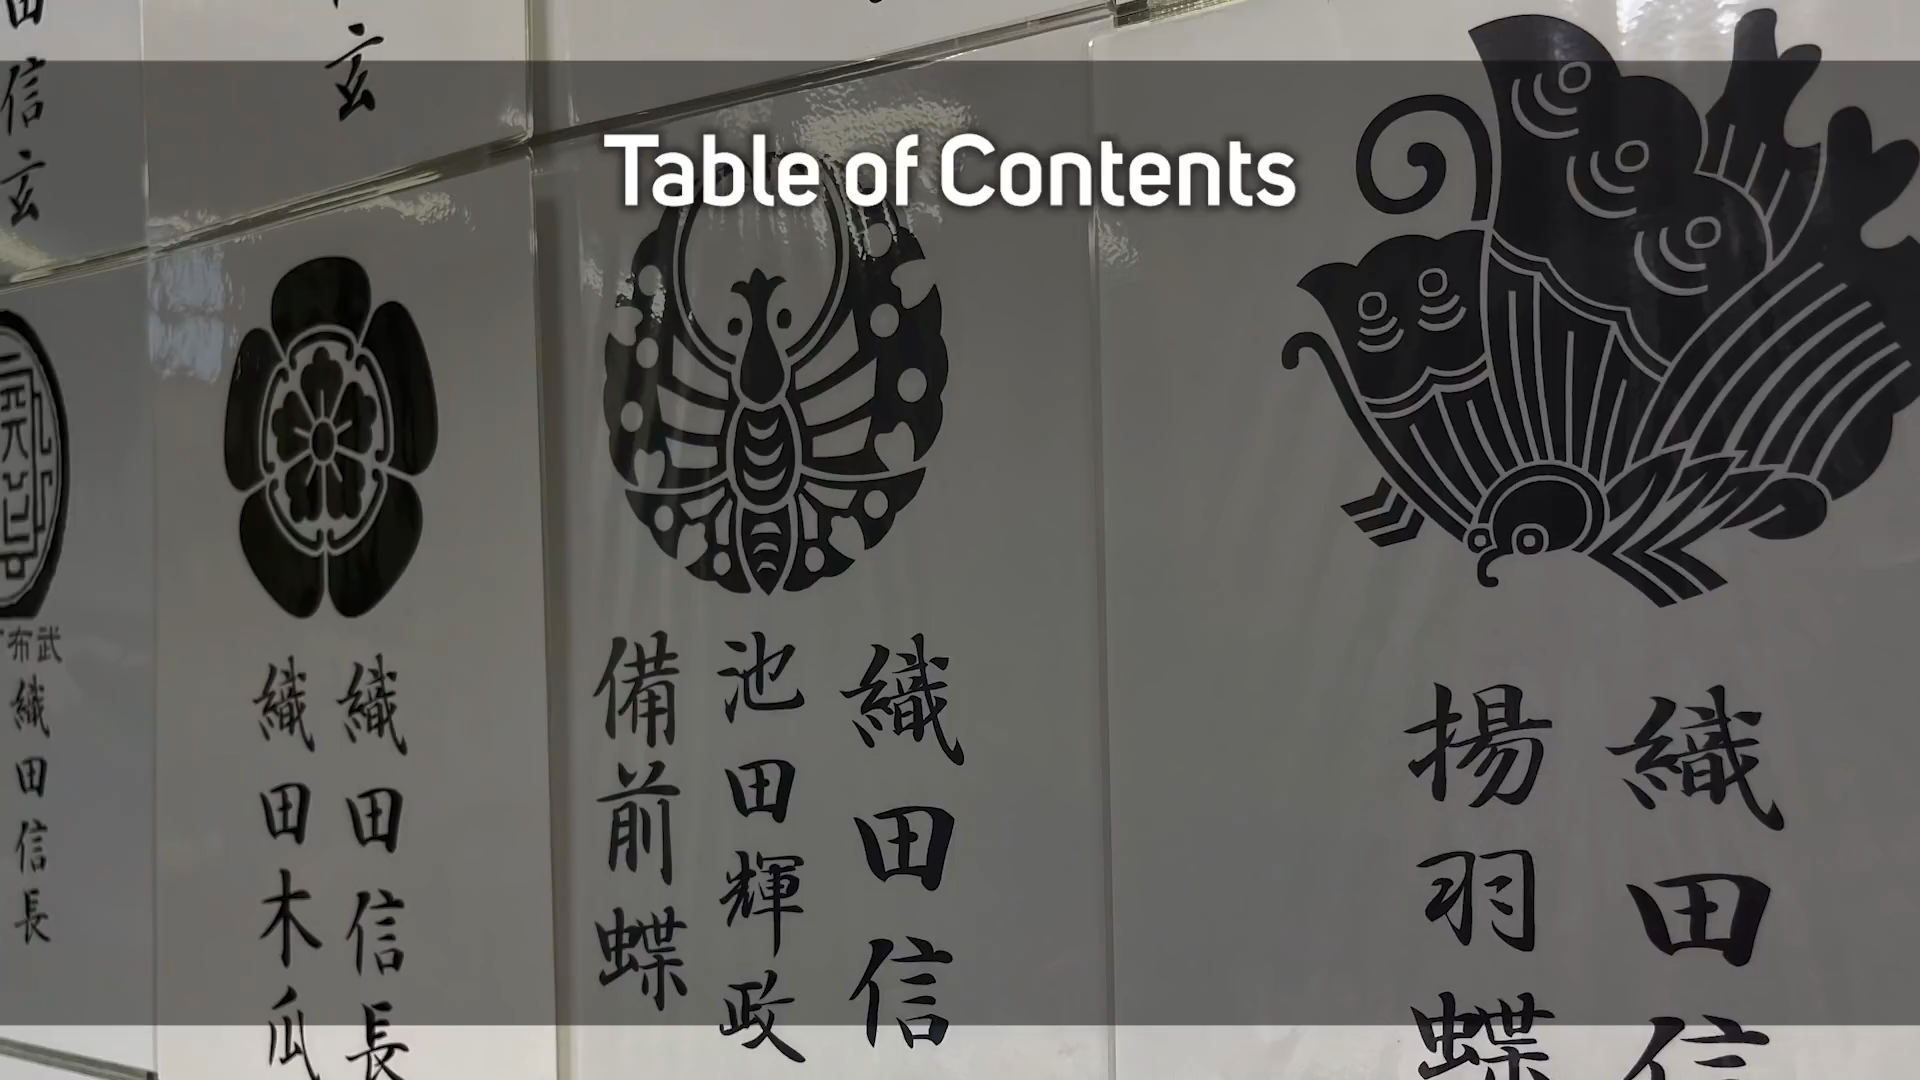 Table of Contents
織田信
揚羽蝶
織田信
池田輝政
備前蝶
織田信長
織田木瓜
布武
織田信長
玄
田信玄
信玄